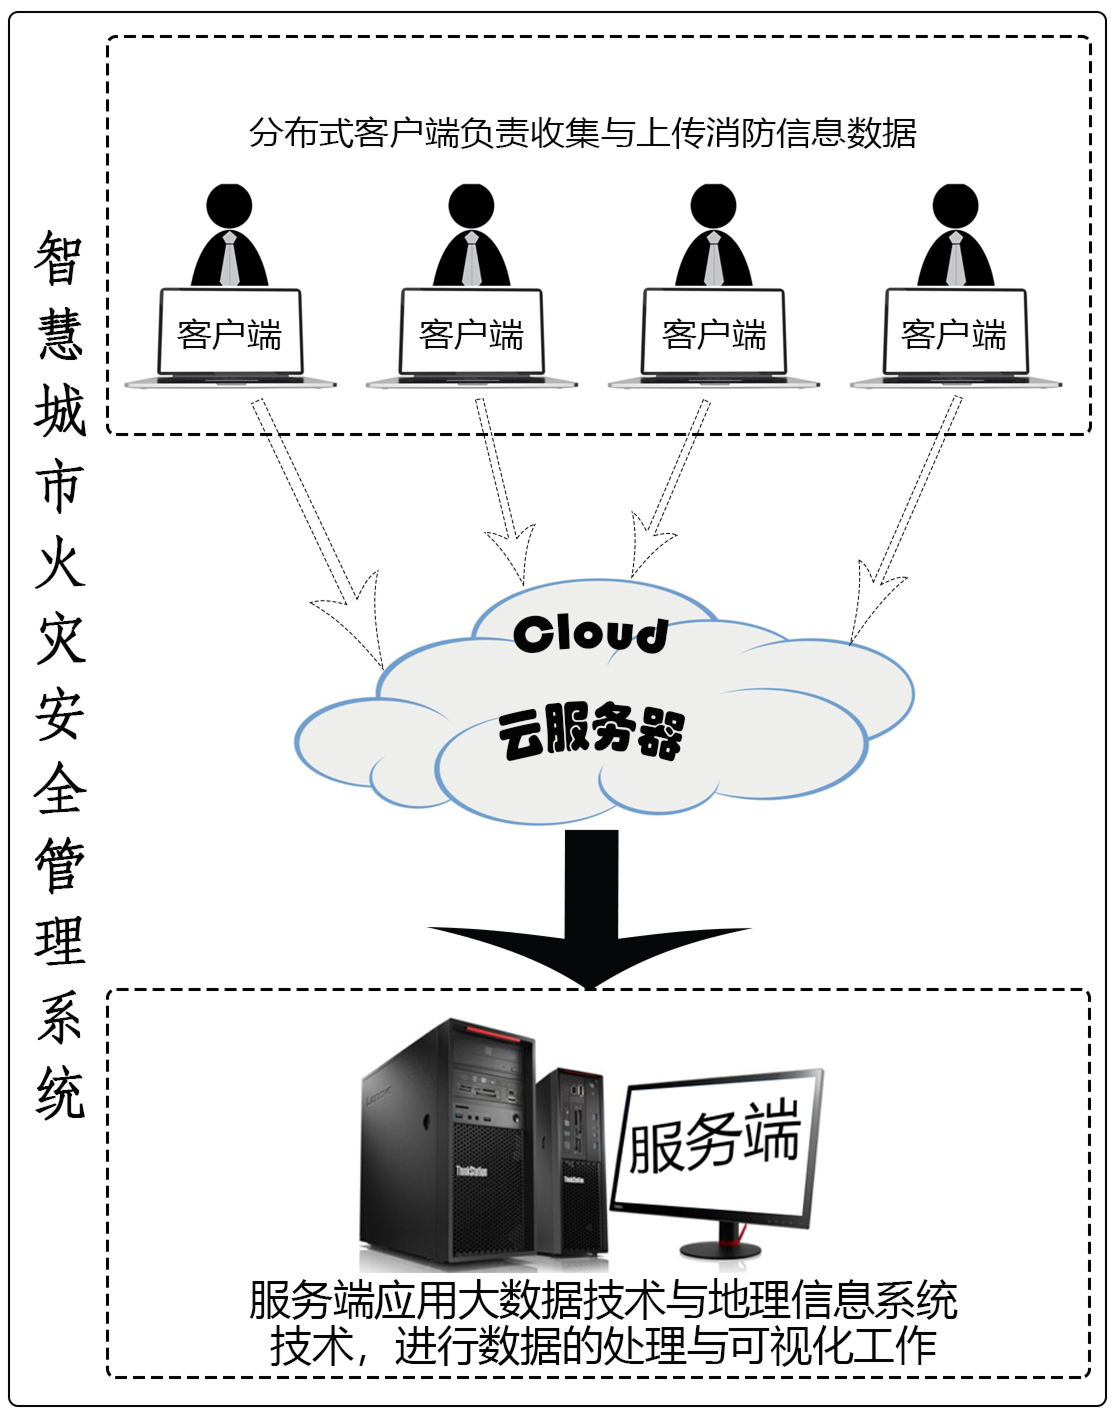 智慧城市火灾安全管理系统
分布式客户端负责收集与上传消防信息数据
客户端
客户端
客户端
客户端
Cloud
云服务器
Lenovo
ThinkStation
ThinkStation
服务端
服务端应用大数据技术与地理信息系统
技术，进行数据的处理与可视化工作